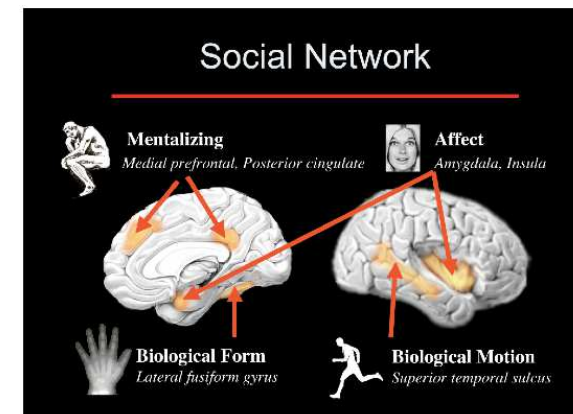 Social Network
Mentalizing
Medial prefrontal, Posterior cingulate
Affect
Amygdala, Insula
Biological Form
Lateral fusiform gyrus
Biological Motion
Superior temporal sulcus